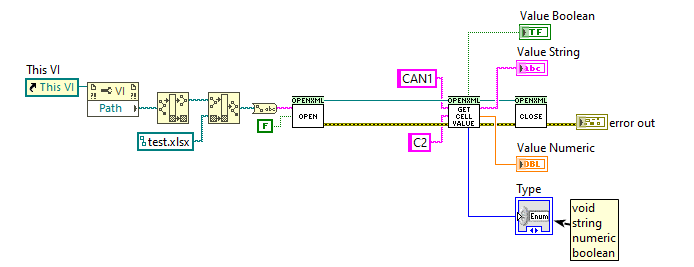 This VI
This VI
VI
Path
test.xlsx
F
OPENXML
OPEN
CAN1
C2
OPENXML
GET
CELL
VALUE
OPENXML
CLOSE
Value Boolean
TF
Value String
abc
error out
Value Numeric
DBL
Type
Enum
void
string
numeric
boolean